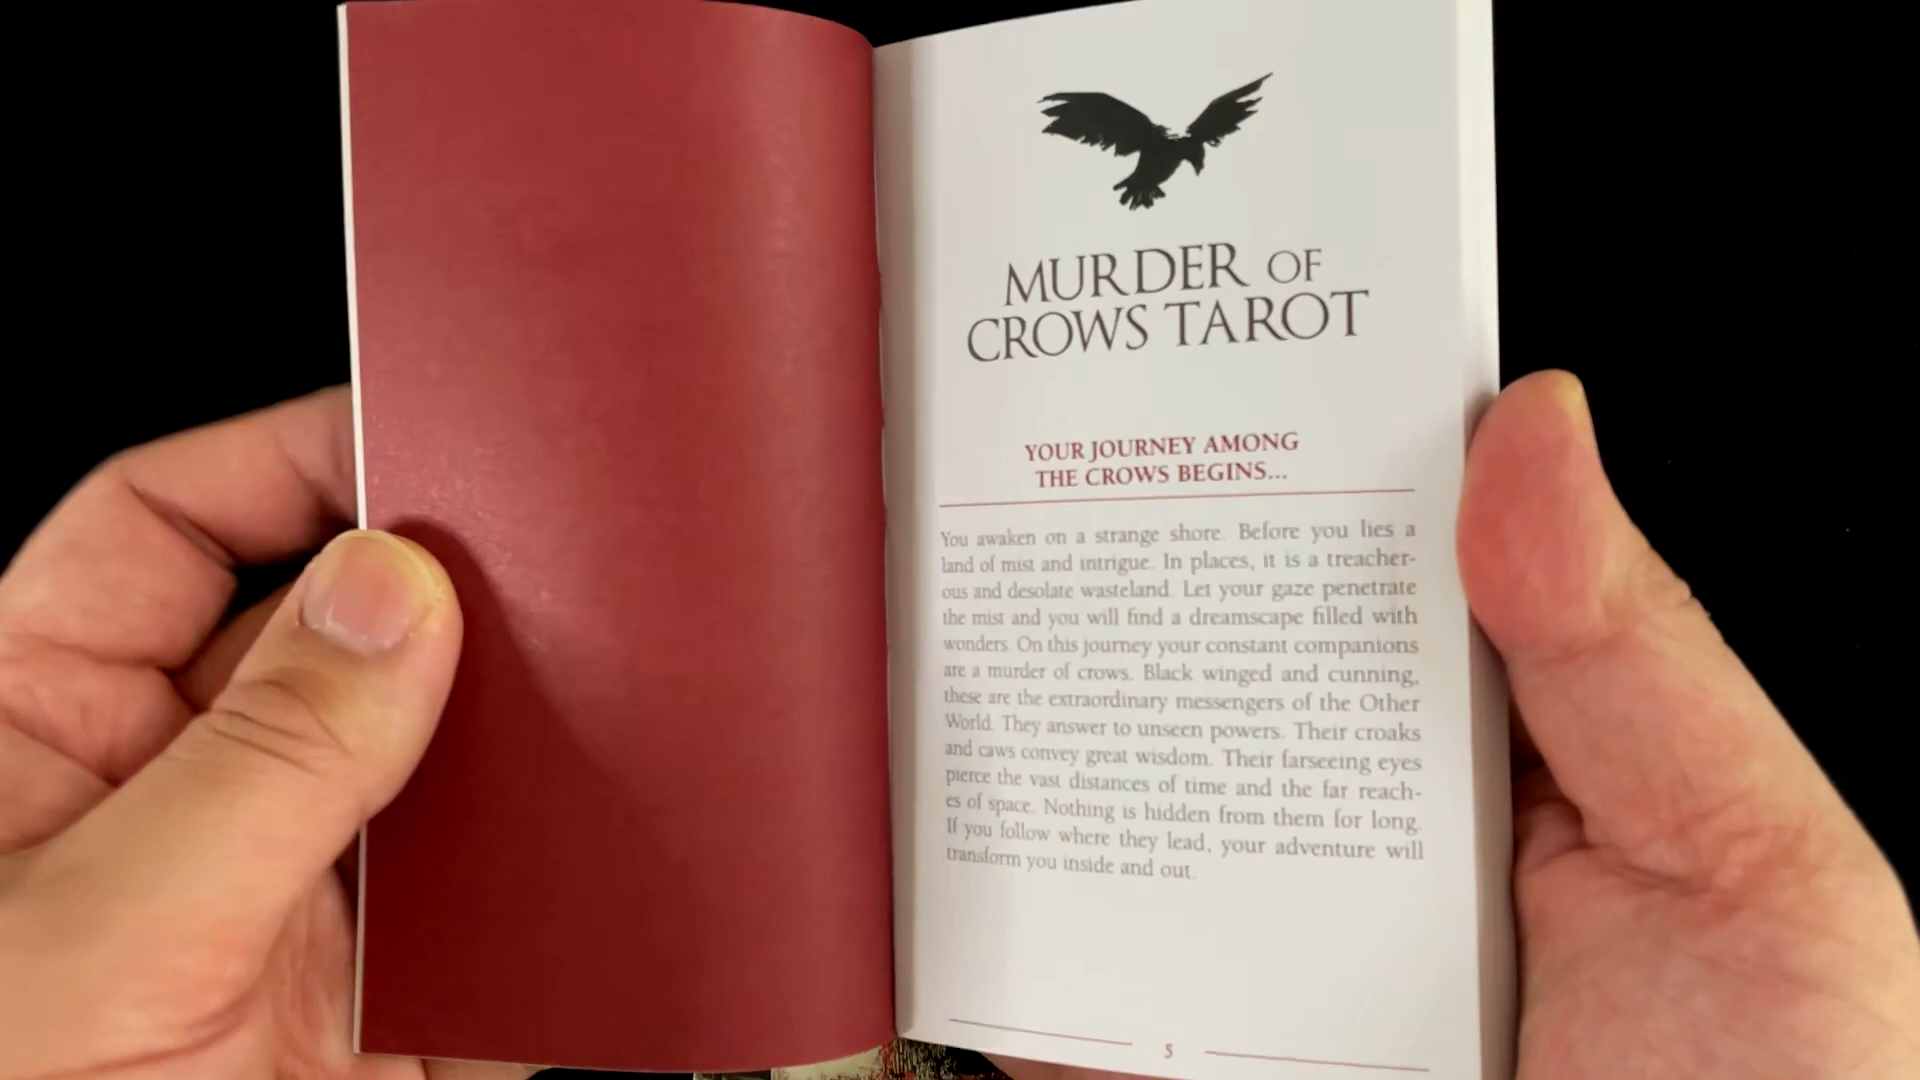 MURDER OF
CROWS TAROT
YOUR JOURNEY AMONG
THE CROWS BEGINS...
You awaken on a strange shore. Before you lies a
land of mist and intrigue. In places, it is a treacher-
ous and desolate wasteland. Let your gaze penetrate
the mist and you will find a dreamscape filled with
wonders. On this journey your constant companions
are a murder of crows. Black winged and cunning,
these are the extraordinary messengers of the Other
World. They answer to unseen powers. Their croaks
and caws convey great wisdom. Their farseeing eyes
pierce the vast distances of time and the far reach-
es of space. Nothing is hidden from them for long.
If you follow where they lead, your adventure will
transform you inside and out.
5